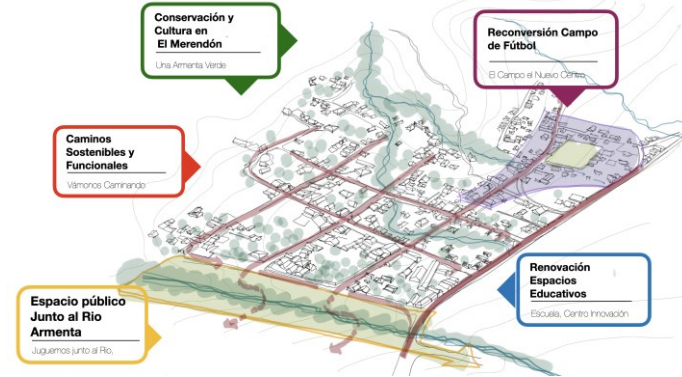 Conservación y
Cultura en
El Merendón
Una Armenta Verde
Reconversión Campo
de Fútbol
El Campo el Nuevo Centro
Caminos
Sostenibles y
Funcionales
Vámonos Caminando
Espacio público
Junto al Rio
Armenta
Juguemos junto al Rio,
Renovación
Espacios
Educativos
Escuela, Centro Innovación